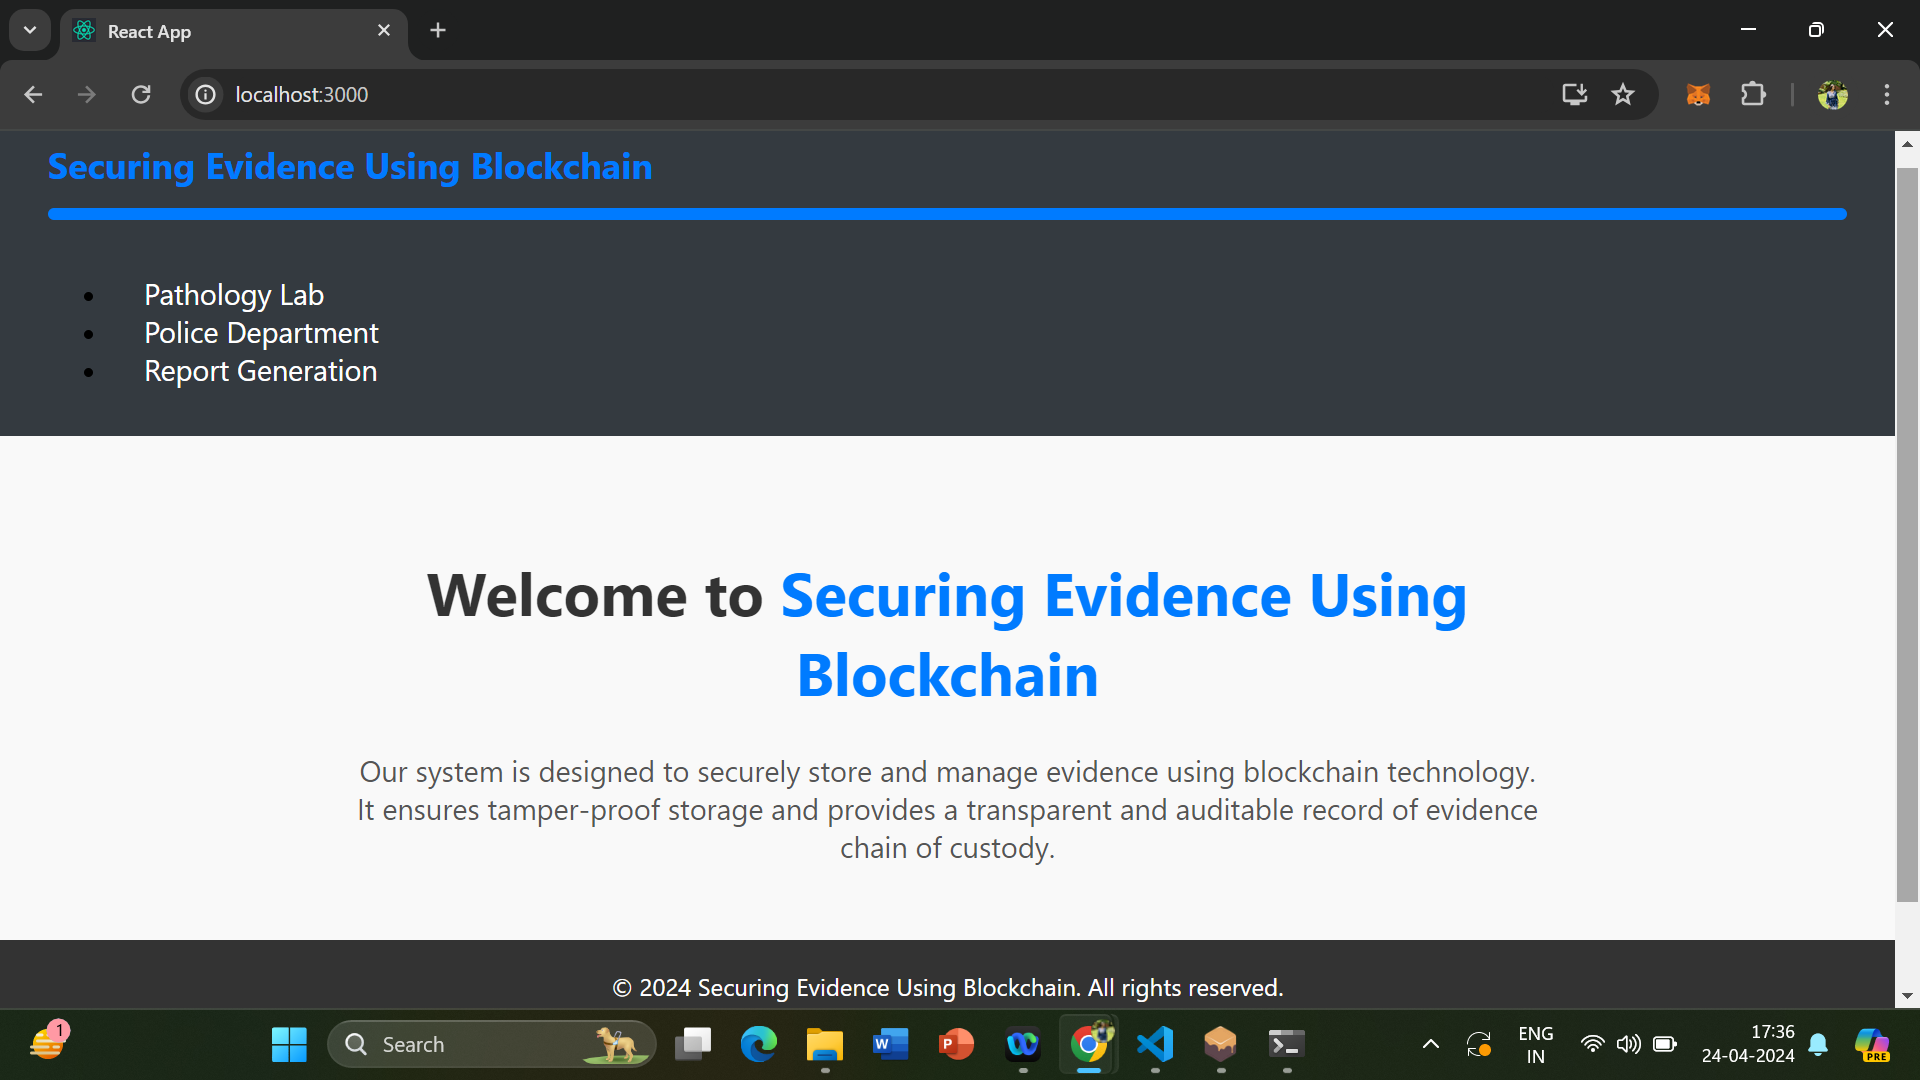 React App
localhost:3000
Securing Evidence Using Blockchain
Pathology Lab
Police Department
Report Generation
Welcome to Securing Evidence Using
Blockchain
Our system is designed to securely store and manage evidence using blockchain technology.
It ensures tamper-proof storage and provides a transparent and auditable record of evidence
chain of custody.
© 2024 Securing Evidence Using Blockchain. All rights reserved.
1
Search
W
P
ENG
IN
17:36
24-04-2024
PRE